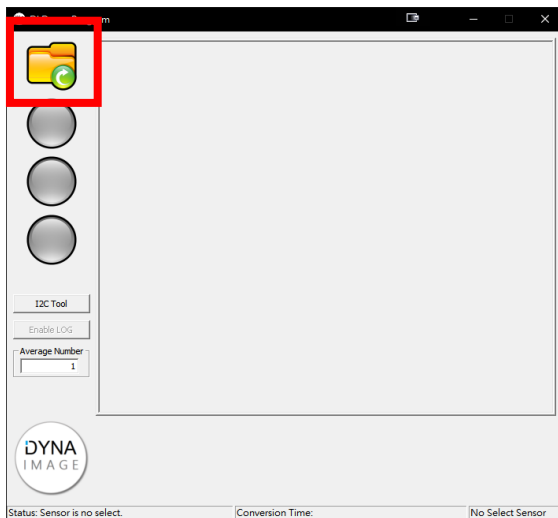 m
I2C Tool
Enable LOG
Average Number
1
DYNA
IMAGE
Status: Sensor is no select.
Conversion Time:
No Select Sensor